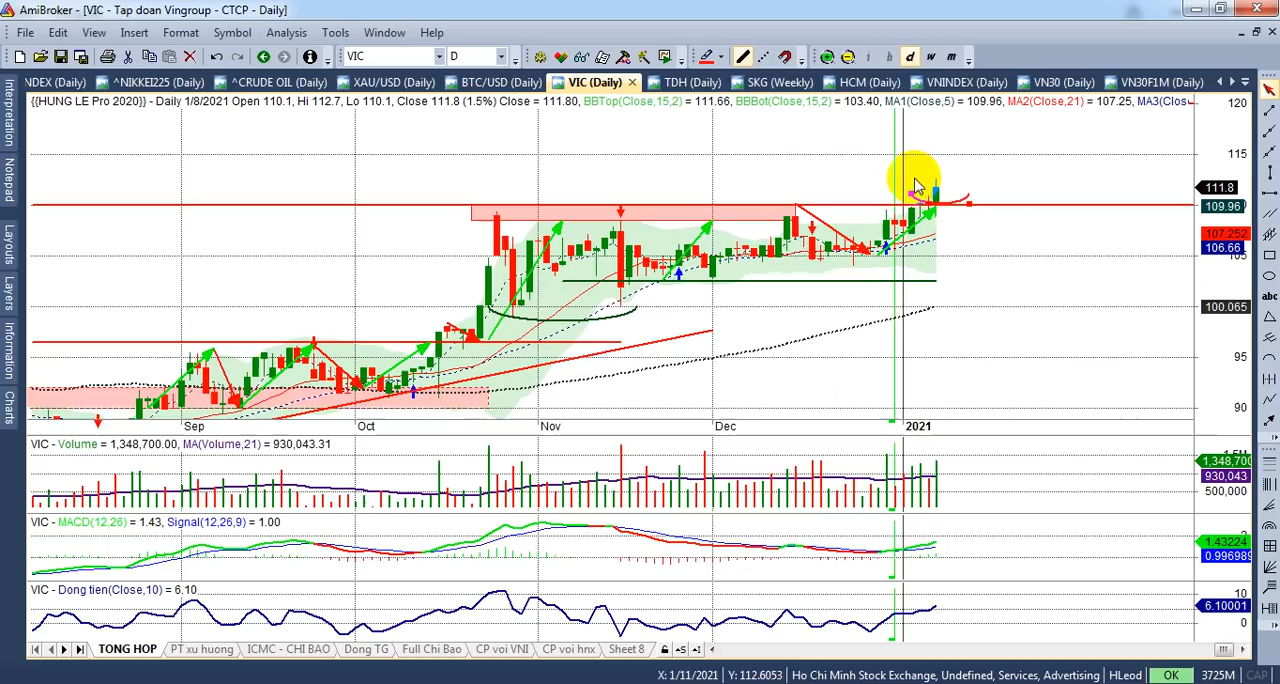 AmiBroker - [VIC - Tap doan Vingroup - CTCP - Daily]
File Edit View Insert Format Symbol Analysis Tools Window Help
VIC D i h d w m
NDEX (Daily) ^NIKKEI225 (Daily) ^CRUDE OIL (Daily) XAU/USD (Daily) BTC/USD (Daily) VIC (Daily) TDH (Daily) SKG (Weekly) HCM (Daily) VNINDEX (Daily) VN30 (Daily) VN30F1M (Daily)
{{HUNG LE Pro 2020}} - Daily 1/8/2021 Open 110.1, Hi 112.7, Lo 110.1, Close 111.8 (1.5%) Close = 111.80, BBTop(Close,15,2) = 111.66, BBBot(Close,15,2) = 103.40, MA1(Close,5) = 109.96, MA2(Close,21) = 107.25, MA3(Clos
120
115
111.8
109.96
107.252
106.66
105
100.065
95
90
Sep Oct Nov Dec 2021
Interpretation
Notepad
Layouts
Layers
Information
Charts
abc
VIC - Volume = 1,348,700.00, MA(Volume,21) = 930,043.31
1,348,700
930,043
500,000
VIC - MACD(12,26) = 1.43, Signal(12,26,9) = 1.00
1.43224
0.996989
VIC - Dong tien(Close,10) = 6.10
10
6.10001
0
TONG HOP PT xu huong ICMC - CHI BAO Dong TG Full Chi Bao CP voi VNI CP voi hnx Sheet 8
X: 1/11/2021 Y: 112.6053 Ho Chi Minh Stock Exchange, Undefined, Services, Advertising HLeod OK 3725M CAP